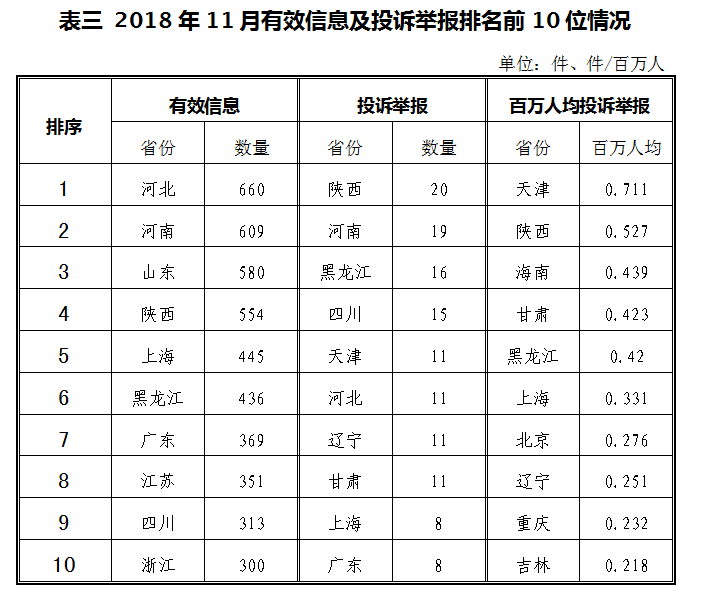 表三 2018年11月有效信息及投诉举报排名前10位情况
单位：件、件/百万人
排序 有效信息 投诉举报 百万人均投诉举报
省份 数量 省份 数量 省份 百万人均
1 河北 660 陕西 20 天津 0.711
2 河南 609 河南 19 陕西 0.527
3 山东 580 黑龙江 16 海南 0.439
4 陕西 554 四川 15 甘肃 0.423
5 上海 445 天津 11 黑龙江 0.42
6 黑龙江 436 河北 11 上海 0.331
7 广东 369 辽宁 11 北京 0.276
8 江苏 351 甘肃 11 辽宁 0.251
9 四川 313 上海 8 重庆 0.232
10 浙江 300 广东 8 吉林 0.218